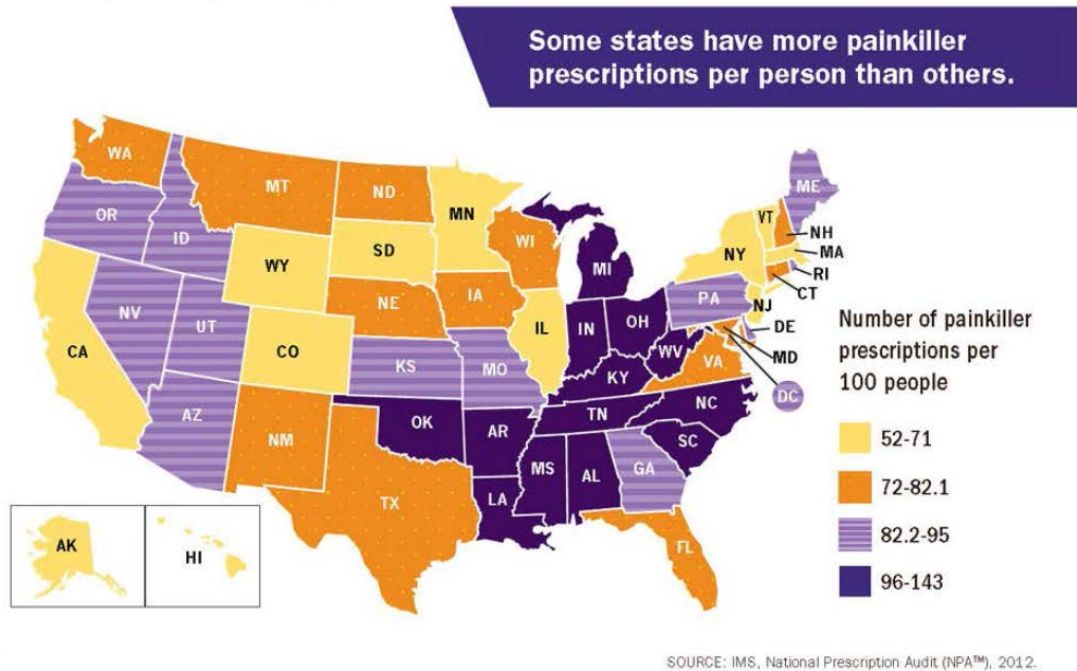 Some states have more painkiller
prescriptions per person than others.
WA
MT
ND
MN
WI
MI
ME
VT
NH
NY
MA
RI
CT
OR
ID
WY
SD
IA
NE
IL
IN
OH
PA
NJ
DE
MD
DC
NV
UT
CO
KS
MO
KY
WV
VA
CA
AZ
NM
OK
AR
TN
NC
SC
TX
LA
MS
AL
GA
FL
AK
HI
Number of painkiller
prescriptions per
100 people
52-71
72-82.1
82.2-95
96-143
SOURCE: IMS, National Prescription Audit (NPA™), 2012.